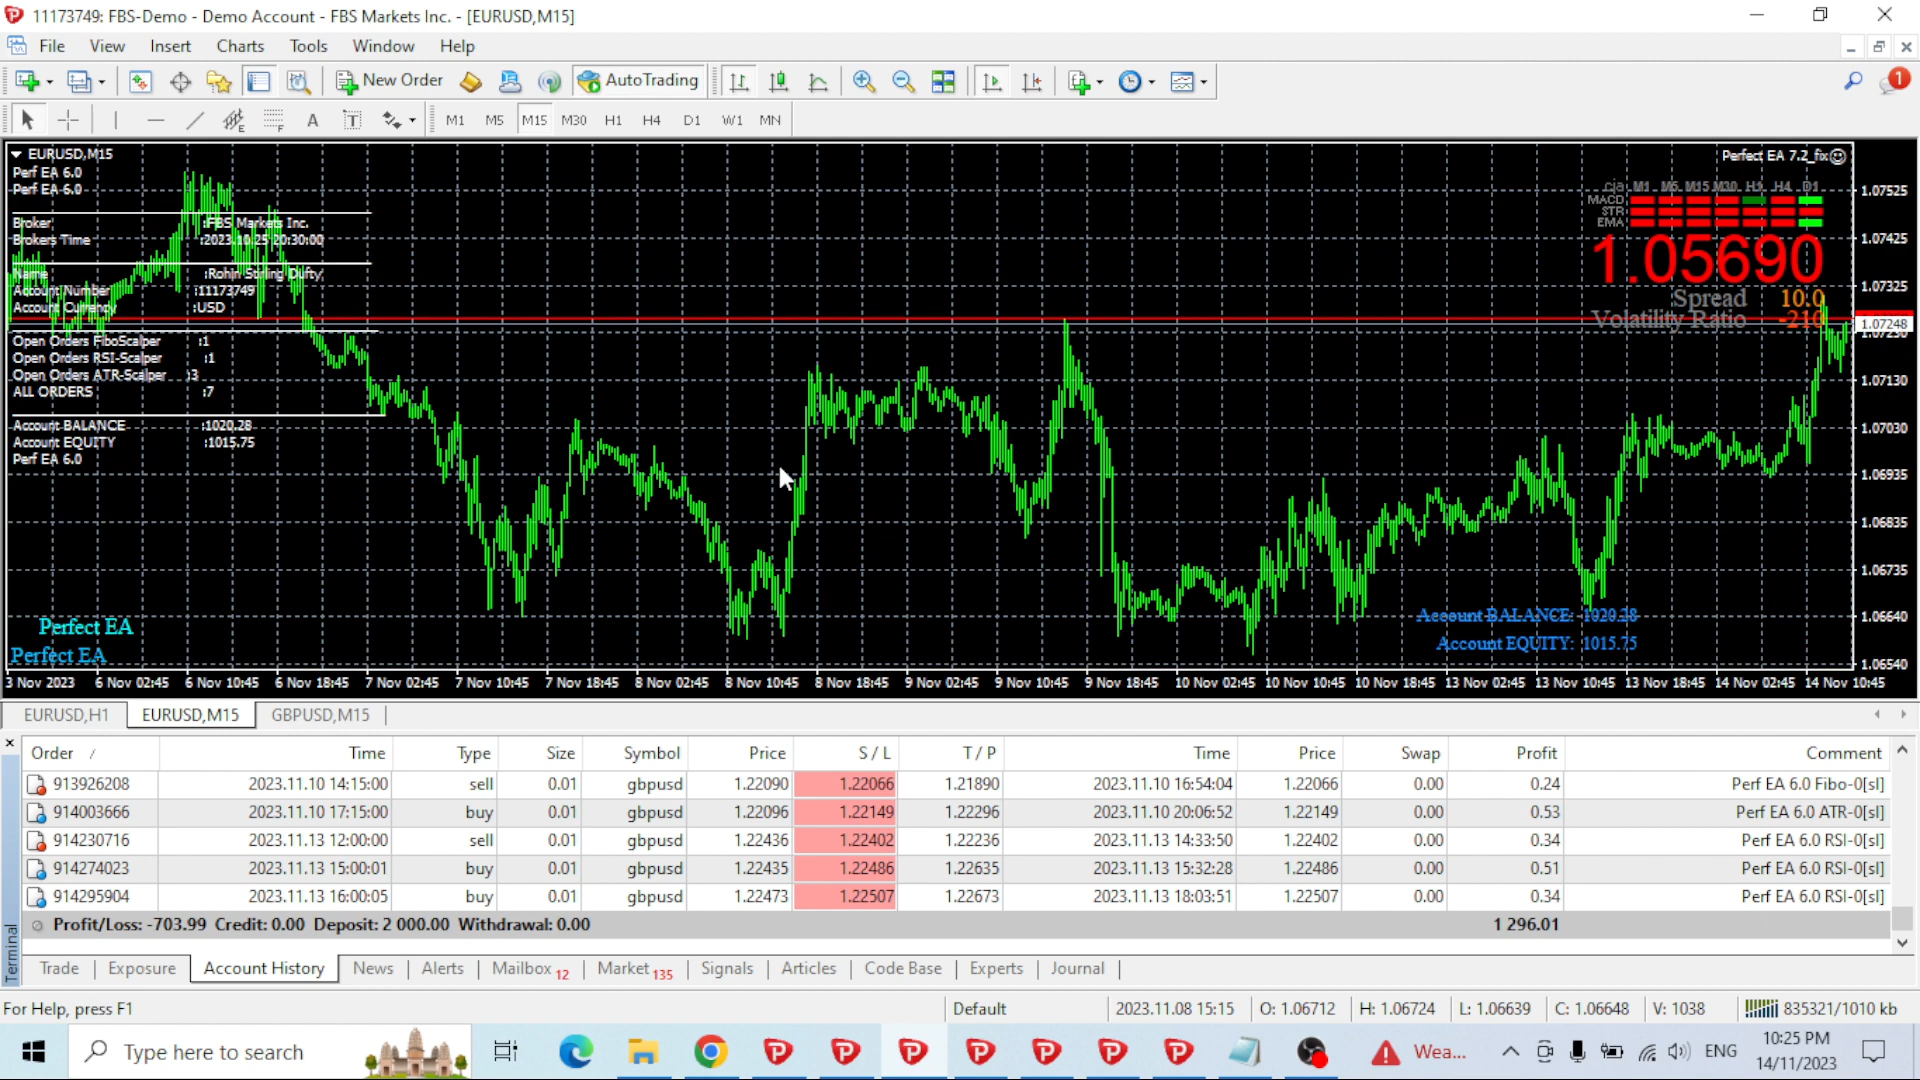 11173749: FBS-Demo - Demo Account - FBS Markets Inc. - [EURUSD,M15]
File View Insert Charts Tools Window Help
New Order AutoTrading 1
A T M1 M5 M15 M30 H1 H4 D1 W1 MN
EURUSD,M15
Perf EA 6.0
Perf EA 6.0
Broker :FBS Markets Inc.
Brokers Time :2023.10.25 20:30:00
Name :Rohin Stirling Dufty
Account Number :11173749
Account Currency :USD
Open Orders FiboScalper :1
Open Orders RSI-Scalper :1
Open Orders ATR-Scalper :3
ALL ORDERS :7
Account BALANCE :1020.28
Account EQUITY :1015.75
Perf EA 6.0
Perfect EA
Perfect EA
Perfect EA 7.2_fix
cja M1 M5 M15 M30 H1 H4 D1
MACD
STR
EMA
1.05690
Spread 10.0
Volatility Ratio -210
Account BALANCE: 1020.28
Account EQUITY: 1015.75
1.07525
1.07425
1.07325
1.07248
1.07230
1.07130
1.07030
1.06935
1.06835
1.06735
1.06640
1.06540
3 Nov 2023 6 Nov 02:45 6 Nov 10:45 6 Nov 18:45 7 Nov 02:45 7 Nov 10:45 7 Nov 18:45 8 Nov 02:45 8 Nov 10:45 8 Nov 18:45 9 Nov 02:45 9 Nov 10:45 9 Nov 18:45 10 Nov 02:45 10 Nov 10:45 10 Nov 18:45 13 Nov 02:45 13 Nov 10:45 13 Nov 18:45 14 Nov 02:45 14 Nov 10:45
EURUSD,H1 EURUSD,M15 GBPUSD,M15
Order / Time Type Size Symbol Price S / L T / P Time Price Swap Profit Comment
913926208 2023.11.10 14:15:00 sell 0.01 gbpusd 1.22090 1.22066 1.21890 2023.11.10 16:54:04 1.22066 0.00 0.24 Perf EA 6.0 Fibo-0[sl]
914003666 2023.11.10 17:15:00 buy 0.01 gbpusd 1.22096 1.22149 1.22296 2023.11.10 20:06:52 1.22149 0.00 0.53 Perf EA 6.0 ATR-0[sl]
914230716 2023.11.13 12:00:00 sell 0.01 gbpusd 1.22436 1.22402 1.22236 2023.11.13 14:33:50 1.22402 0.00 0.34 Perf EA 6.0 RSI-0[sl]
914274023 2023.11.13 15:00:01 buy 0.01 gbpusd 1.22435 1.22486 1.22635 2023.11.13 15:32:28 1.22486 0.00 0.51 Perf EA 6.0 RSI-0[sl]
914295904 2023.11.13 16:00:05 buy 0.01 gbpusd 1.22473 1.22507 1.22673 2023.11.13 18:03:51 1.22507 0.00 0.34 Perf EA 6.0 RSI-0[sl]
Profit/Loss: -703.99 Credit: 0.00 Deposit: 2 000.00 Withdrawal: 0.00 1 296.01
Terminal
Trade Exposure Account History News Alerts Mailbox 12 Market 135 Signals Articles Code Base Experts Journal
For Help, press F1 Default 2023.11.08 15:15 O: 1.06712 H: 1.06724 L: 1.06639 C: 1.06648 V: 1038 835321/1010 kb
Type here to search Wea... ENG 10:25 PM
14/11/2023